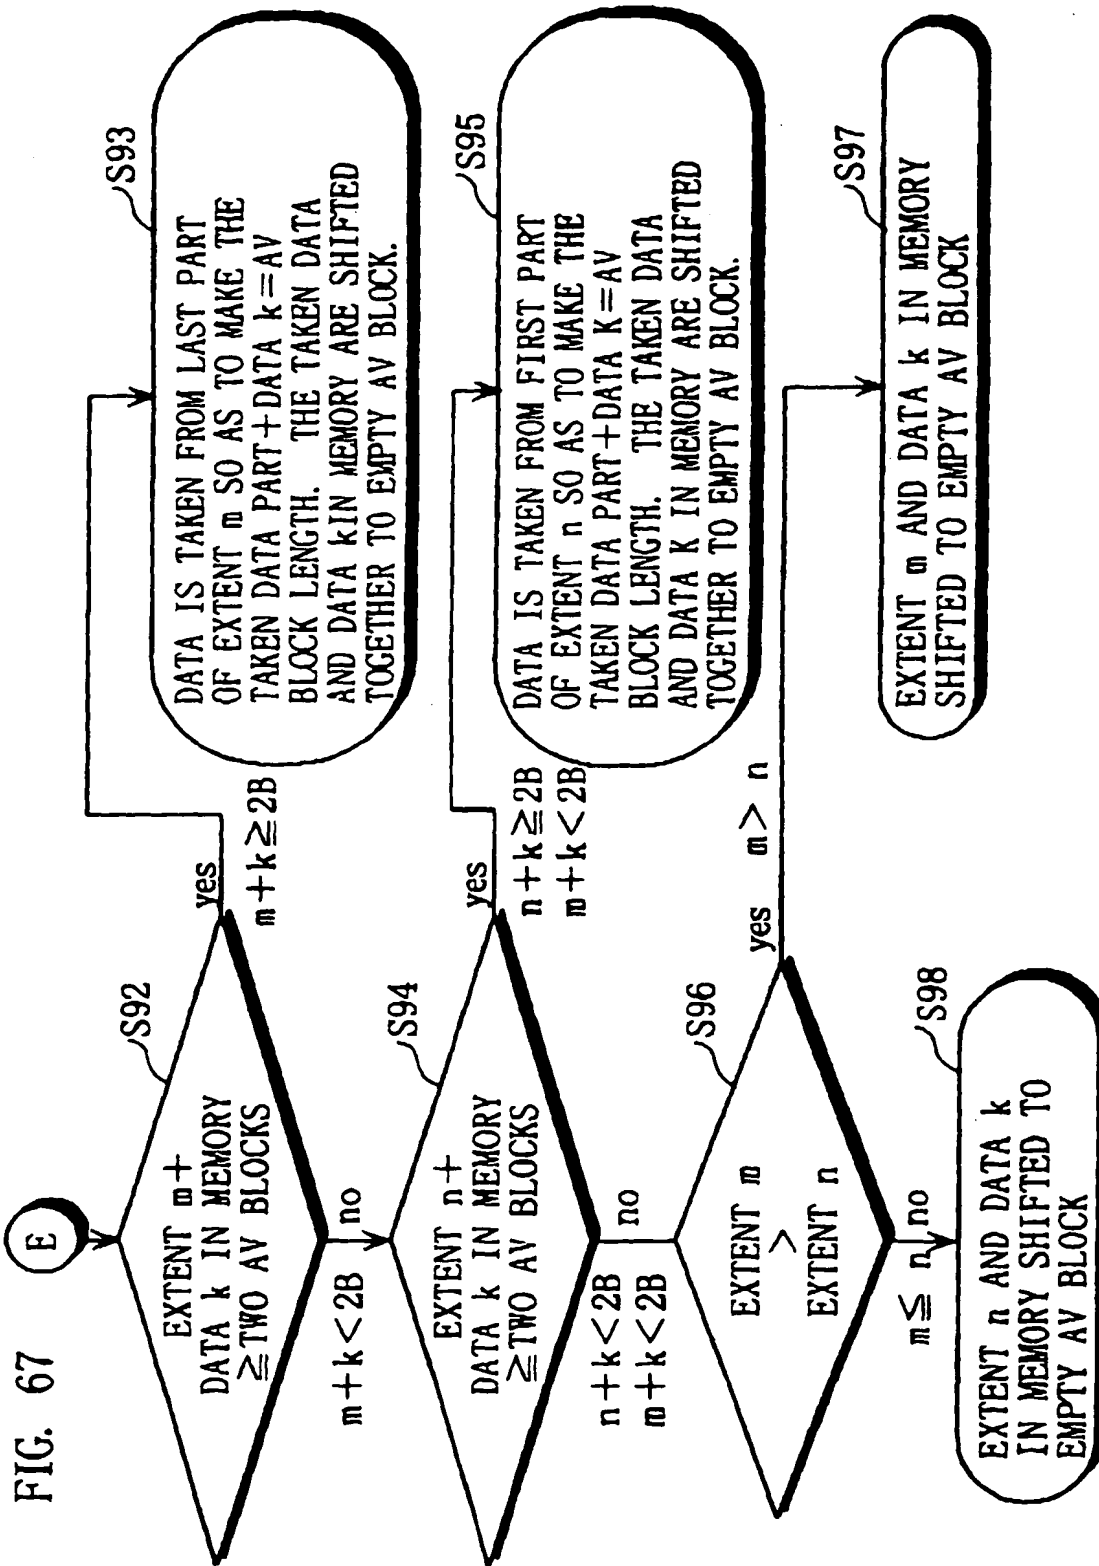 FIG. 67
E
EXTENT m+
DATA k IN MEMORY
≧TWO AV BLOCKS
S92
yes
m+k≧2B
no
m+k<2B
DATA IS TAKEN FROM LAST PART
OF EXTENT m SO AS TO MAKE THE
TAKEN DATA PART+DATA k=AV
BLOCK LENGTH. THE TAKEN DATA
AND DATA kIN MEMORY ARE SHIFTED
TOGETHER TO EMPTY AV BLOCK.
S93
EXTENT n+
DATA k IN MEMORY
≧TWO AV BLOCKS
S94
yes
n+k≧2B
m+k<2B
no
n+k<2B
m+k<2B
DATA IS TAKEN FROM FIRST PART
OF EXTENT n SO AS TO MAKE THE
TAKEN DATA PART+DATA K=AV
BLOCK LENGTH. THE TAKEN DATA
AND DATA K IN MEMORY ARE SHIFTED
TOGETHER TO EMPTY AV BLOCK.
S95
EXTENT m
>
EXTENT n
S96
yes
m> n
no
m≦ n
EXTENT m AND DATA k IN MEMORY
SHIFTED TO EMPTY AV BLOCK
S97
EXTENT n AND DATA k
IN MEMORY SHIFTED TO
EMPTY AV BLOCK
S98